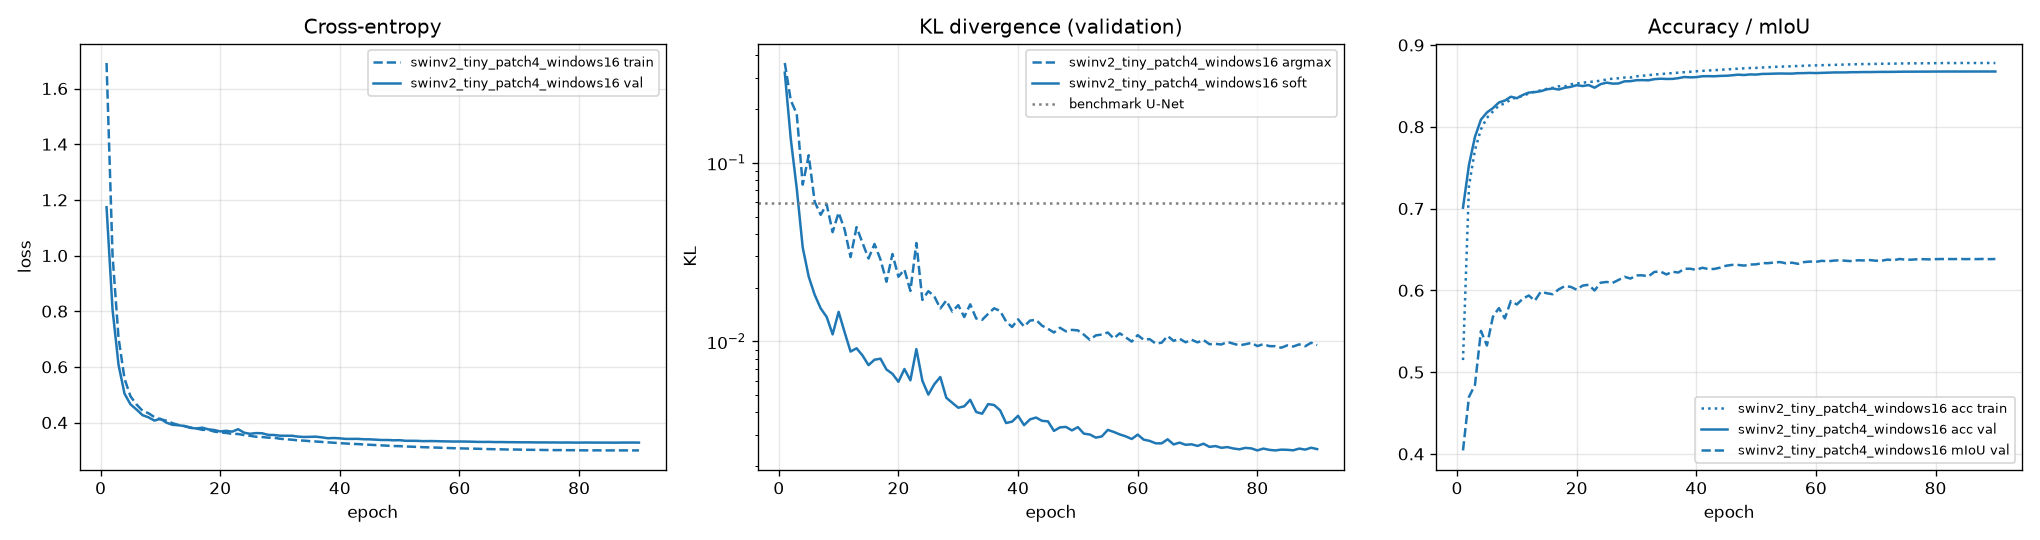 Cross-entropy
swinv2_tiny_patch4_windows16 train
swinv2_tiny_patch4_windows16 val
1.6
1.4
1.2
1.0
0.8
0.6
0.4
loss
0
20
40
60
80
epoch
KL divergence (validation)
swinv2_tiny_patch4_windows16 argmax
swinv2_tiny_patch4_windows16 soft
benchmark U-Net
10⁻¹
10⁻²
KL
0
20
40
60
80
epoch
Accuracy / mIoU
0.9
0.8
0.7
0.6
0.5
0.4
swinv2_tiny_patch4_windows16 acc train
swinv2_tiny_patch4_windows16 acc val
swinv2_tiny_patch4_windows16 mIoU val
0
20
40
60
80
epoch